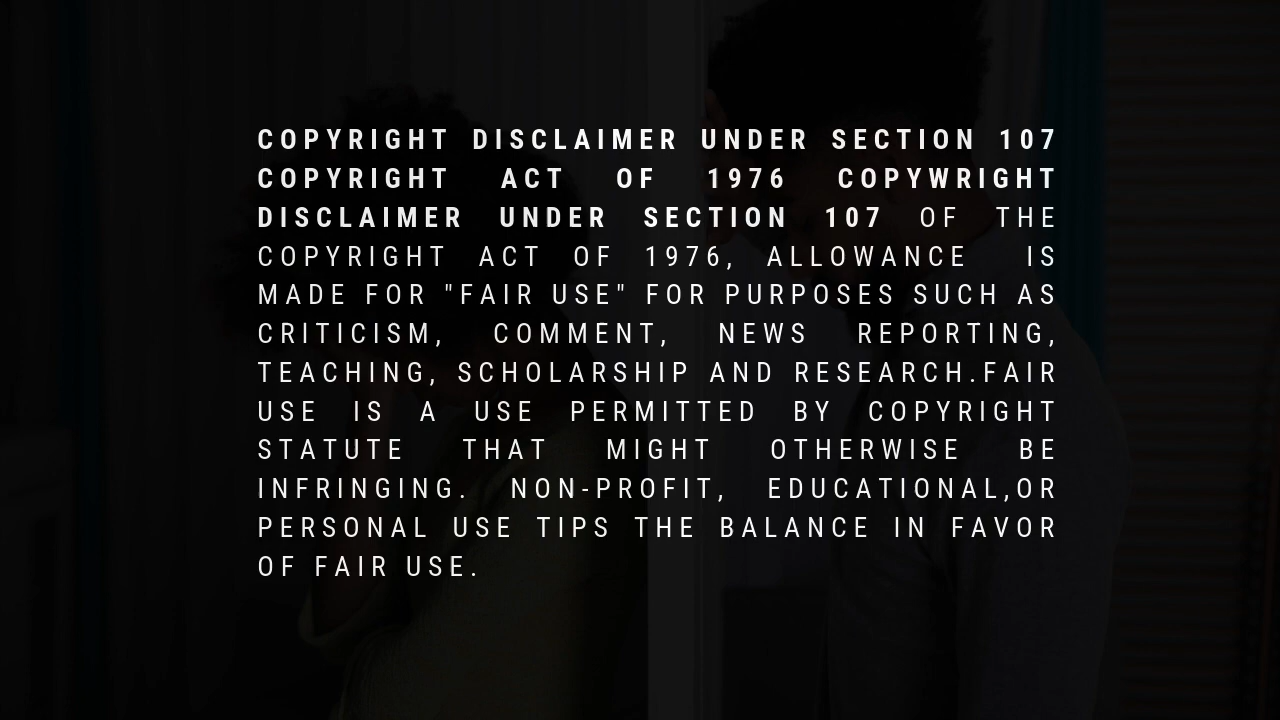 COPYRIGHT DISCLAIMER UNDER SECTION 107
COPYRIGHT ACT OF 1976 COPYWRIGHT
DISCLAIMER UNDER SECTION 107 OF THE
COPYRIGHT ACT OF 1976, ALLOWANCE IS
MADE FOR "FAIR USE" FOR PURPOSES SUCH AS
CRITICISM, COMMENT, NEWS REPORTING,
TEACHING, SCHOLARSHIP AND RESEARCH.FAIR
USE IS A USE PERMITTED BY COPYRIGHT
STATUTE THAT MIGHT OTHERWISE BE
INFRINGING. NON-PROFIT, EDUCATIONAL,OR
PERSONAL USE TIPS THE BALANCE IN FAVOR
OF FAIR USE.